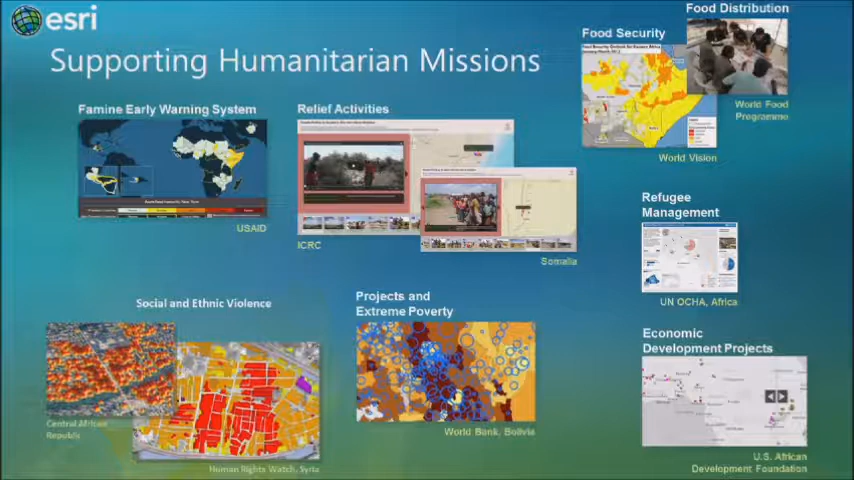 esri
Supporting Humanitarian Missions
Famine Early Warning System
USAID
Relief Activities
ICRC
Somalia
Food Security
World Vision
Food Distribution
World Food
Programme
Refugee
Management
UN OCHA, Africa
Social and Ethnic Violence
Central African
Republic
Human Rights Watch, Syria
Projects and
Extreme Poverty
World Bank, Bolivia
Economic
Development Projects
U.S. African
Development Foundation